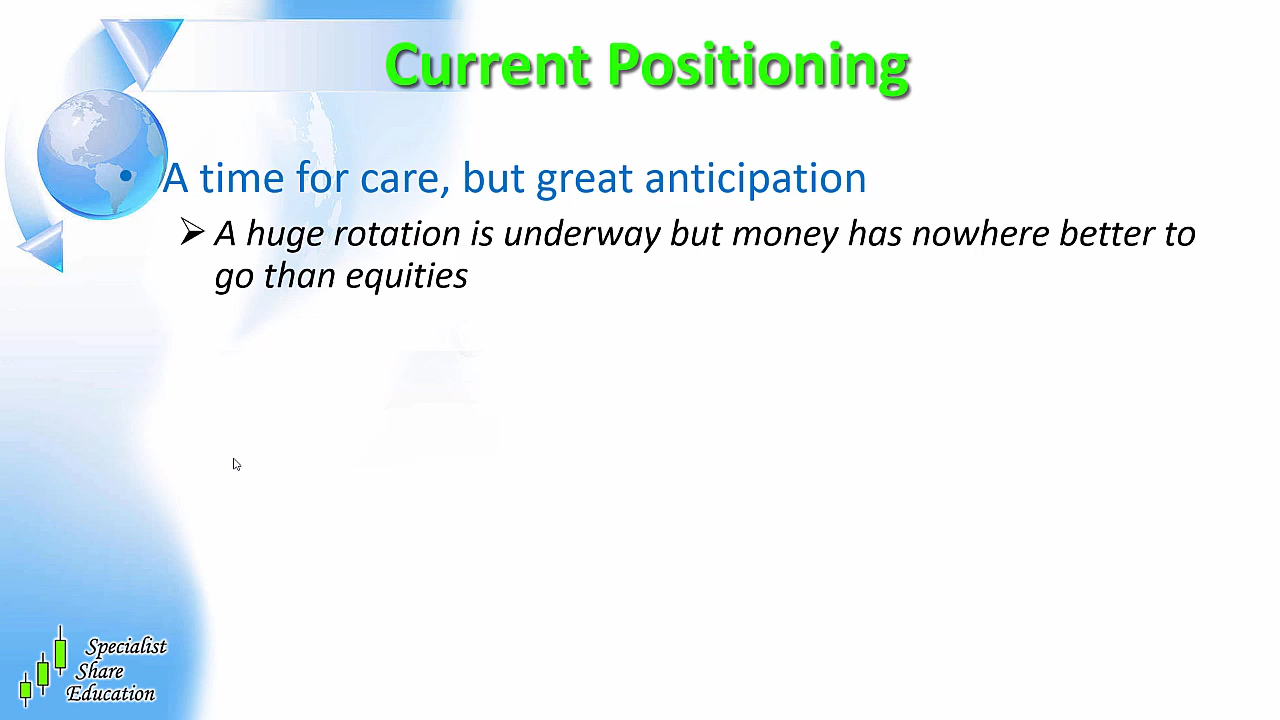 Current Positioning
• A time for care, but great anticipation
➢ A huge rotation is underway but money has nowhere better to
go than equities
Specialist
Share
Education